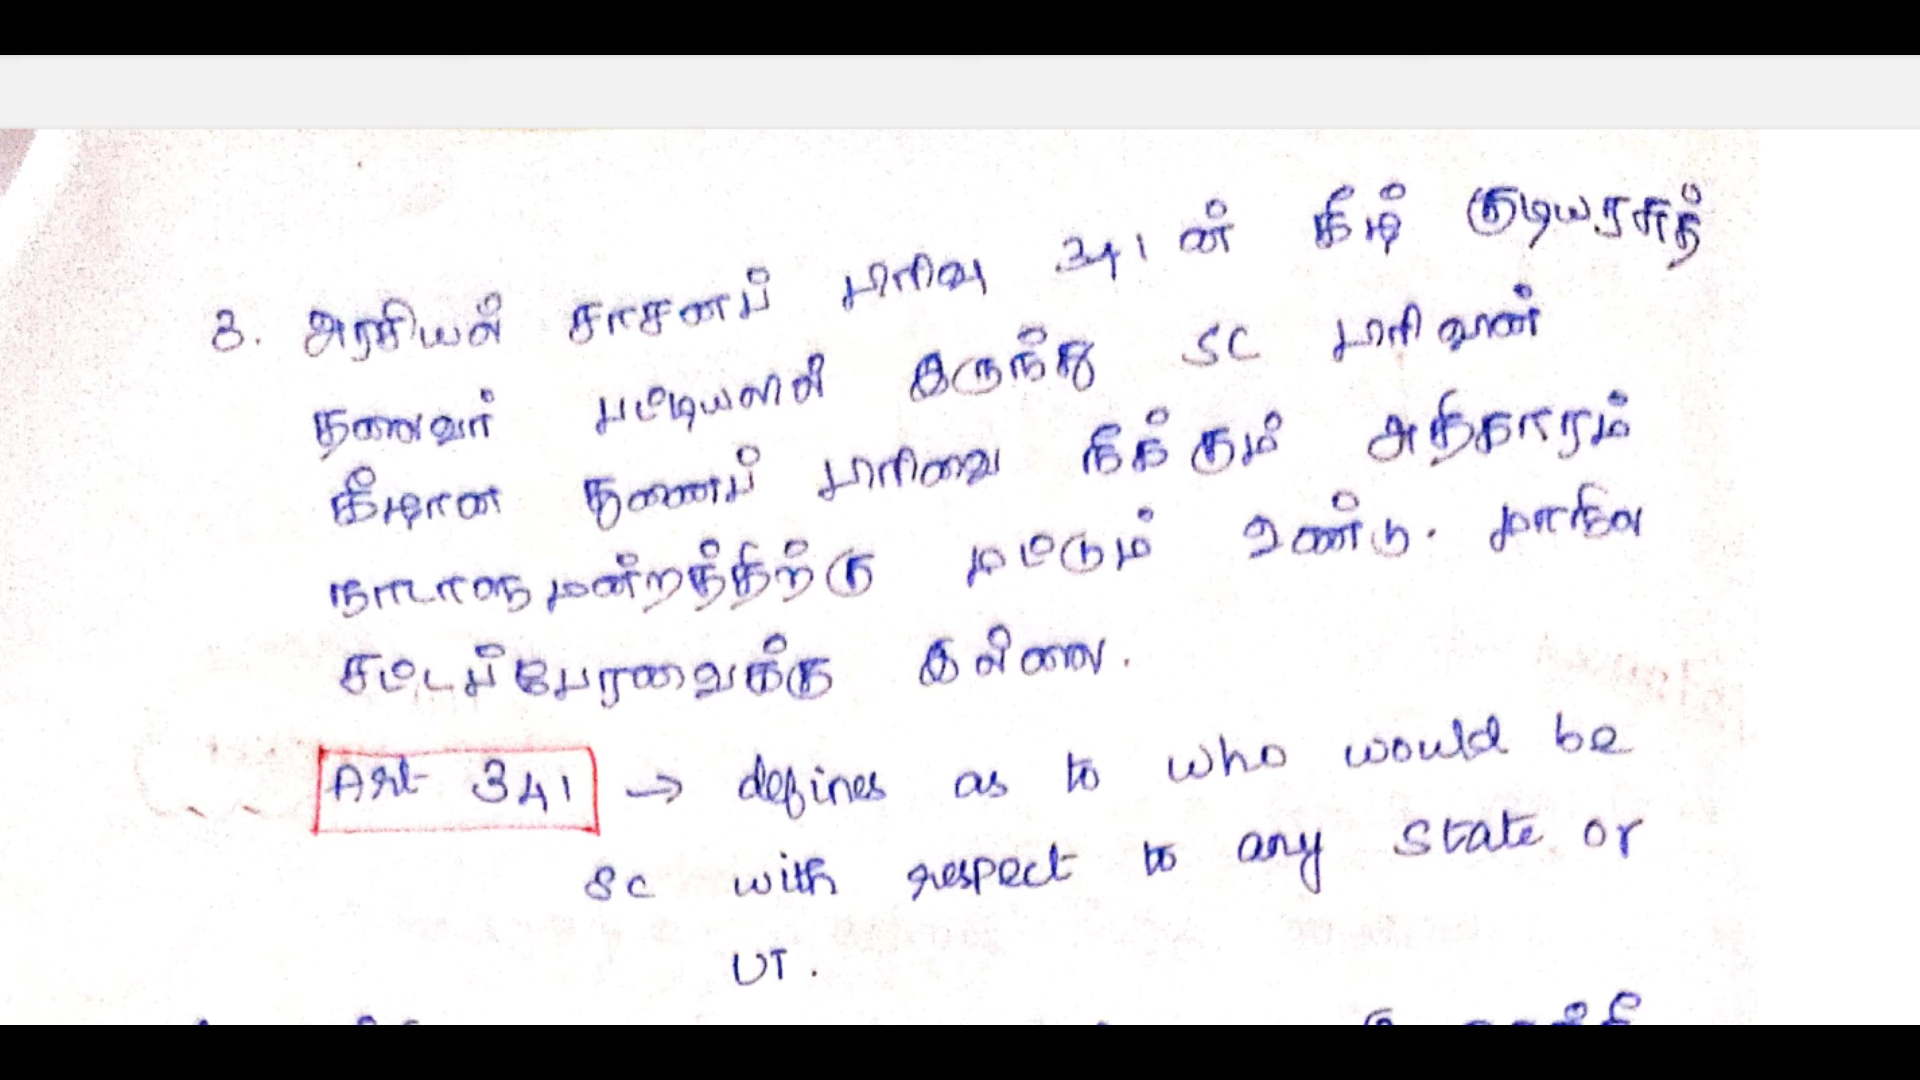 3. அரசியல் சாசனப் பிரிவு 341ன் கீழ் குடியரசுத்
தலைவர் பட்டியலில் இருந்து SC பிரிவின்
கீழான துணைப் பிரிவை நீக்கும் அதிகாரம்
நாடாளுமன்றத்திற்கு மட்டும் உண்டு. மாநில
சட்டப்பேரவைக்கு இல்லை.
Art 341 → defines as to who would be
SC with respect to any State or
UT.